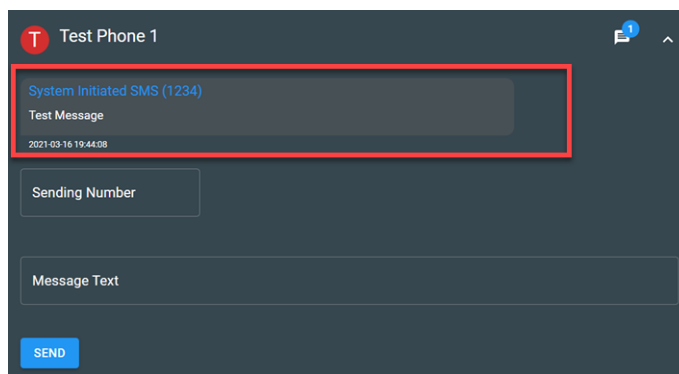 T Test Phone 1
1
System Initiated SMS (1234)
Test Message
2021-03-16 19:44:08
Sending Number
Message Text
SEND